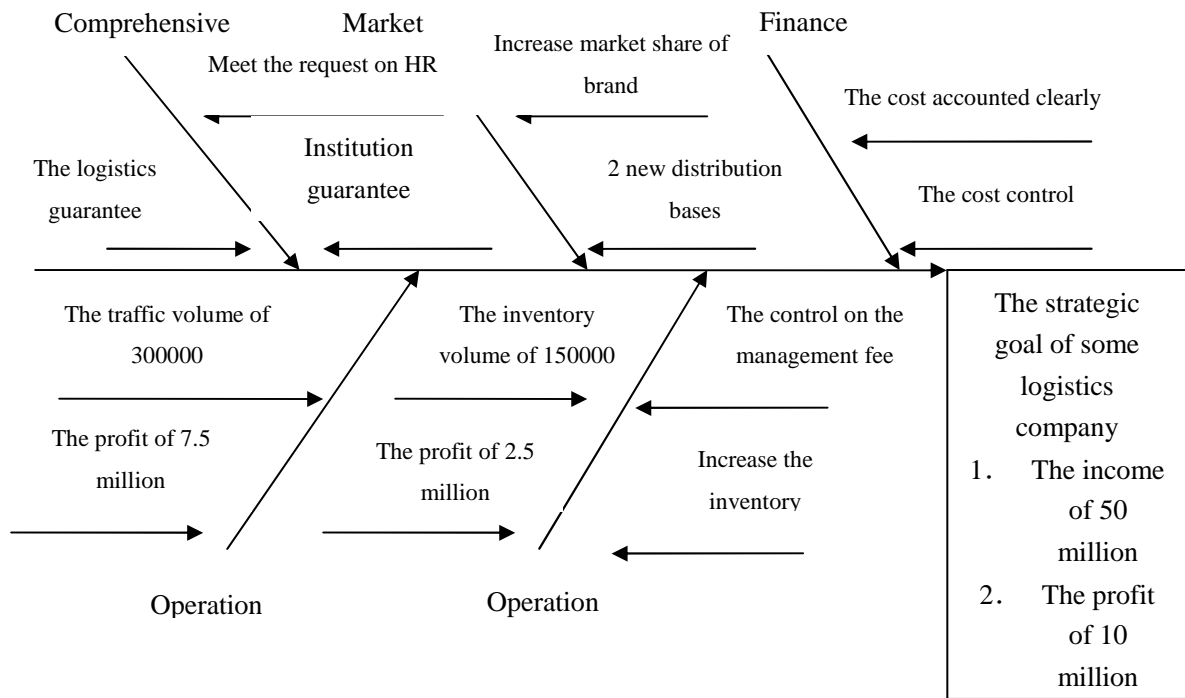 Comprehensive
Market
Finance
Meet the request on HR
Increase market share of
brand
The cost accounted clearly
Institution
guarantee
The logistics
guarantee
2 new distribution
bases
The cost control
The traffic volume of
300000
The inventory
volume of 150000
The control on the
management fee
The profit of 7.5
million
The profit of 2.5
million
Increase the
inventory
Operation
Operation
The strategic
goal of some
logistics
company
1. The income
of 50
million
2. The profit
of 10
million